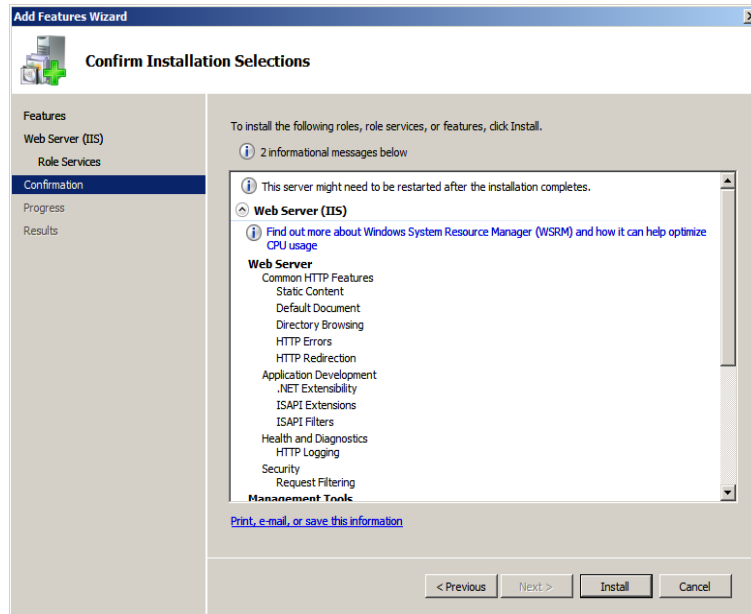 Add Features Wizard
Confirm Installation Selections
Features
Web Server (IIS)
Role Services
Confirmation
Progress
Results
To install the following roles, role services, or features, click Install.
2 informational messages below
This server might need to be restarted after the installation completes.
Web Server (IIS)
Find out more about Windows System Resource Manager (WSRM) and how it can help optimize
CPU usage
Web Server
Common HTTP Features
Static Content
Default Document
Directory Browsing
HTTP Errors
HTTP Redirection
Application Development
.NET Extensibility
ISAPI Extensions
ISAPI Filters
Health and Diagnostics
HTTP Logging
Security
Request Filtering
Management Tools
Print, e-mail, or save this information
< Previous
Next >
Install
Cancel